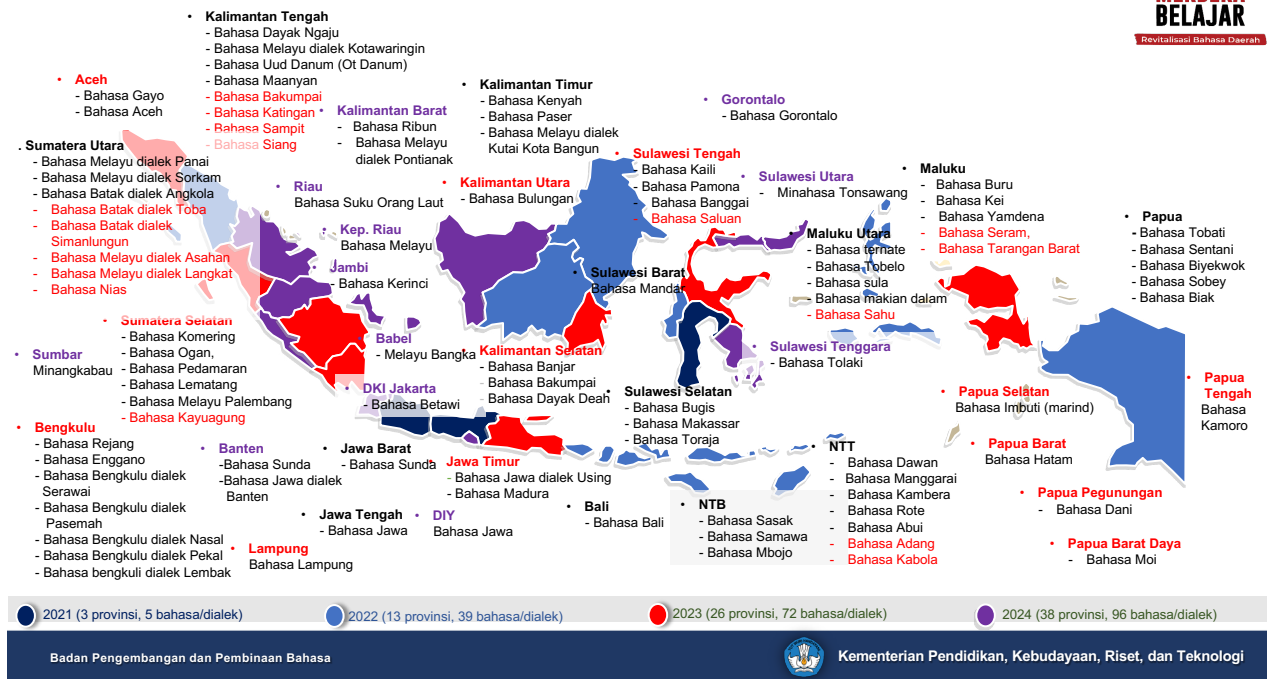 BELAJAR
Revitalisasi Bahasa Daerah
• Kalimantan Tengah
- Bahasa Dayak Ngaju
- Bahasa Melayu dialek Kotawaringin
- Bahasa Uud Danum (Ot Danum)
- Bahasa Maanyan
- Bahasa Bakumpai
- Bahasa Katingan
- Bahasa Sampit
- Bahasa Siang
• Aceh
- Bahasa Gayo
- Bahasa Aceh
• Kalimantan Barat
- Bahasa Ribun
- Bahasa Melayu
dialek Pontianak
• Kalimantan Timur
- Bahasa Kenyah
- Bahasa Paser
- Bahasa Melayu dialek
Kutai Kota Bangun
• Gorontalo
- Bahasa Gorontalo
. Sumatera Utara
- Bahasa Melayu dialek Panai
- Bahasa Melayu dialek Sorkam
- Bahasa Batak dialek Angkola
- Bahasa Batak dialek Toba
- Bahasa Batak dialek
Simanlungun
- Bahasa Melayu dialek Asahan
- Bahasa Melayu dialek Langkat
- Bahasa Nias
• Riau
Bahasa Suku Orang Laut
• Kep. Riau
Bahasa Melayu
• Jambi
- Bahasa Kerinci
• Kalimantan Utara
- Bahasa Bulungan
• Sulawesi Tengah
- Bahasa Kaili
- Bahasa Pamona
- Bahasa Banggai
- Bahasa Saluan
• Sulawesi Utara
- Minahasa Tonsawang
• Maluku
- Bahasa Buru
- Bahasa Kei
- Bahasa Yamdena
- Bahasa Seram,
- Bahasa Tarangan Barat
• Maluku Utara
- Bahasa ternate
- Bahasa Tobelo
- Bahasa sula
- Bahasa makian dalam
- Bahasa Sahu
• Papua
- Bahasa Tobati
- Bahasa Sentani
- Bahasa Biyekwok
- Bahasa Sobey
- Bahasa Biak
• Sulawesi Barat
Bahasa Mandar
• Sumatera Selatan
- Bahasa Komering
- Bahasa Ogan,
- Bahasa Pedamaran
- Bahasa Lematang
- Bahasa Melayu Palembang
- Bahasa Kayuagung
• Sumbar
Minangkabau
• Babel
- Melayu Bangka
• DKI Jakarta
- Bahasa Betawi
• Kalimantan Selatan
- Bahasa Banjar
- Bahasa Bakumpai
- Bahasa Dayak Deah
• Sulawesi Selatan
- Bahasa Bugis
- Bahasa Makassar
- Bahasa Toraja
• Sulawesi Tenggara
- Bahasa Tolaki
• Papua Selatan
Bahasa Imbuti (marind)
• Papua
Tengah
Bahasa
Kamoro
• Papua Barat
Bahasa Hatam
• Papua Pegunungan
- Bahasa Dani
• Papua Barat Daya
- Bahasa Moi
• Bengkulu
- Bahasa Rejang
- Bahasa Enggano
- Bahasa Bengkulu dialek
Serawai
- Bahasa Bengkulu dialek
Pasemah
- Bahasa Bengkulu dialek Nasal
- Bahasa Bengkulu dialek Pekal
- Bahasa bengkuli dialek Lembak
• Banten
-Bahasa Sunda
-Bahasa Jawa dialek
Banten
• Jawa Barat
- Bahasa Sunda
• Jawa Timur
- Bahasa Jawa dialek Using
- Bahasa Madura
• Jawa Tengah
- Bahasa Jawa
• DIY
Bahasa Jawa
• Lampung
Bahasa Lampung
• Bali
- Bahasa Bali
• NTB
- Bahasa Sasak
- Bahasa Samawa
- Bahasa Mbojo
• NTT
- Bahasa Dawan
- Bahasa Manggarai
- Bahasa Kambera
- Bahasa Rote
- Bahasa Abui
- Bahasa Adang
- Bahasa Kabola
2021 (3 provinsi, 5 bahasa/dialek)
2022 (13 provinsi, 39 bahasa/dialek)
2023 (26 provinsi, 72 bahasa/dialek)
2024 (38 provinsi, 96 bahasa/dialek)
Badan Pengembangan dan Pembinaan Bahasa
Kementerian Pendidikan, Kebudayaan, Riset, dan Teknologi